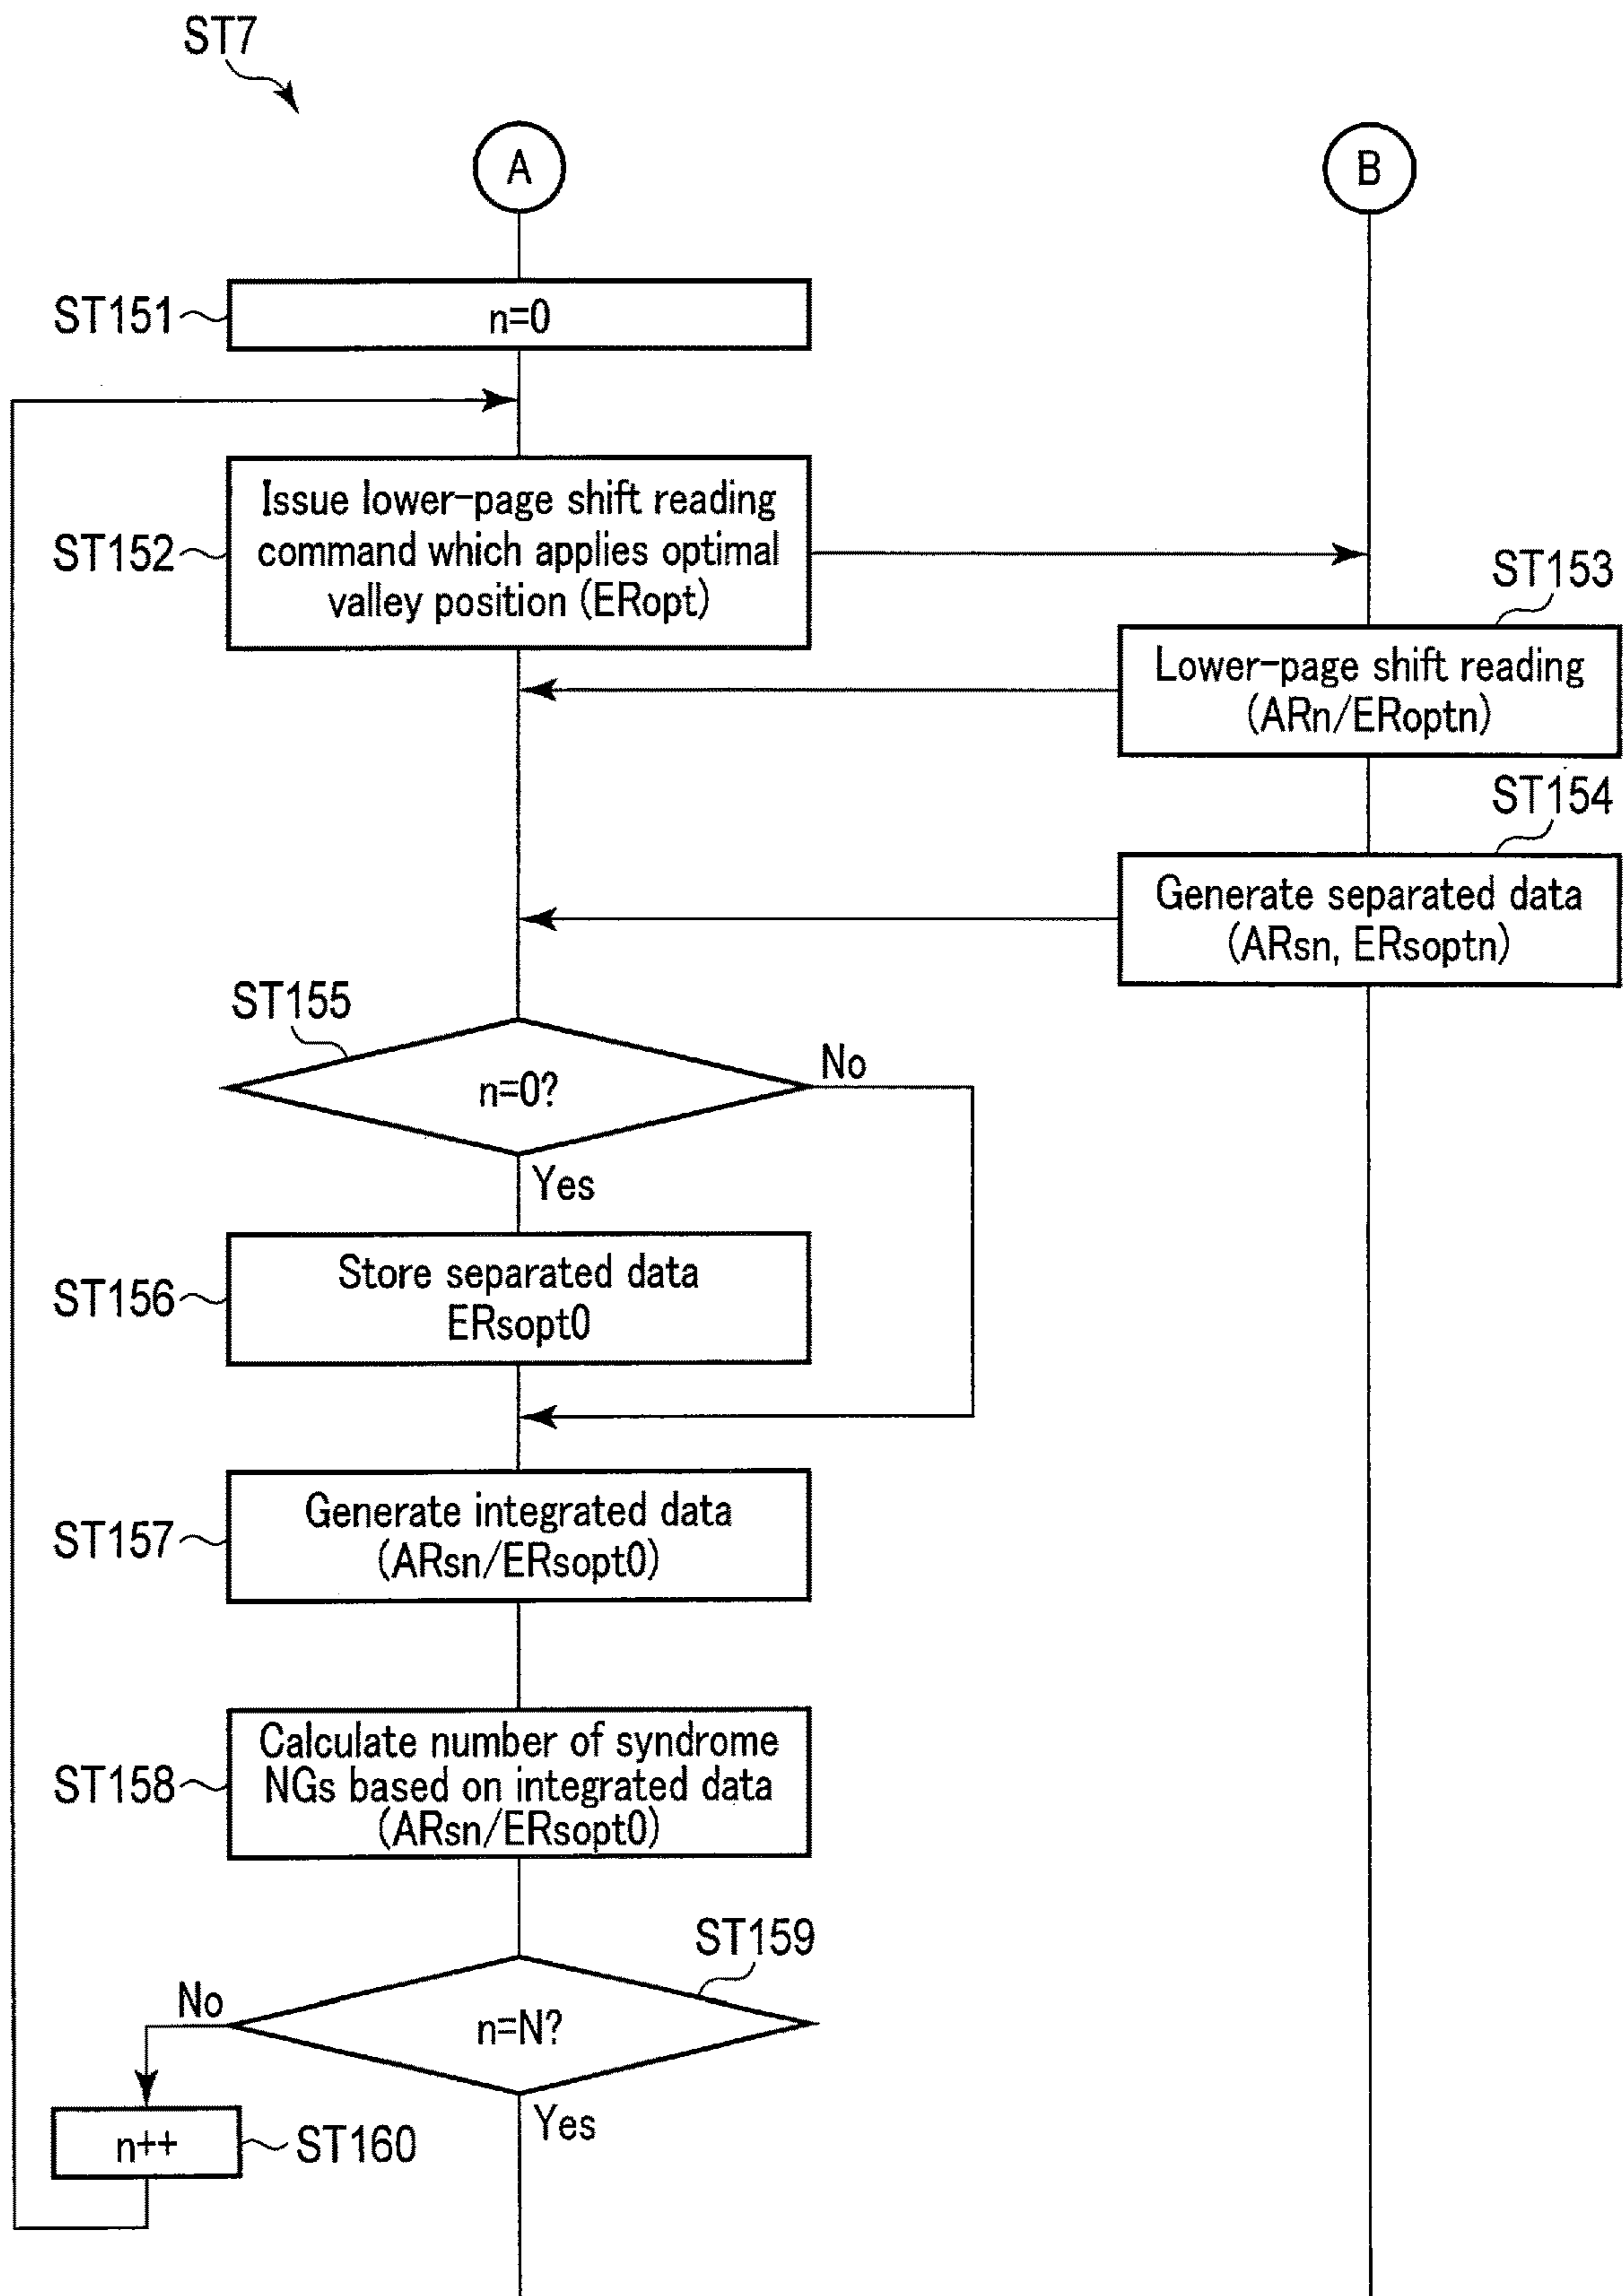 ST7
A
B
ST151
n=0
ST152
Issue lower-page shift reading
command which applies optimal
valley position (ERopt)
ST153
Lower-page shift reading
(ARn/ERoptn)
ST154
Generate separated data
(ARsn, ERsoptn)
ST155
n=0?
No
Yes
ST156
Store separated data
ERsopt0
ST157
Generate integrated data
(ARsn/ERsopt0)
ST158
Calculate number of syndrome
NGs based on integrated data
(ARsn/ERsopt0)
ST159
n=N?
No
Yes
n++
ST160